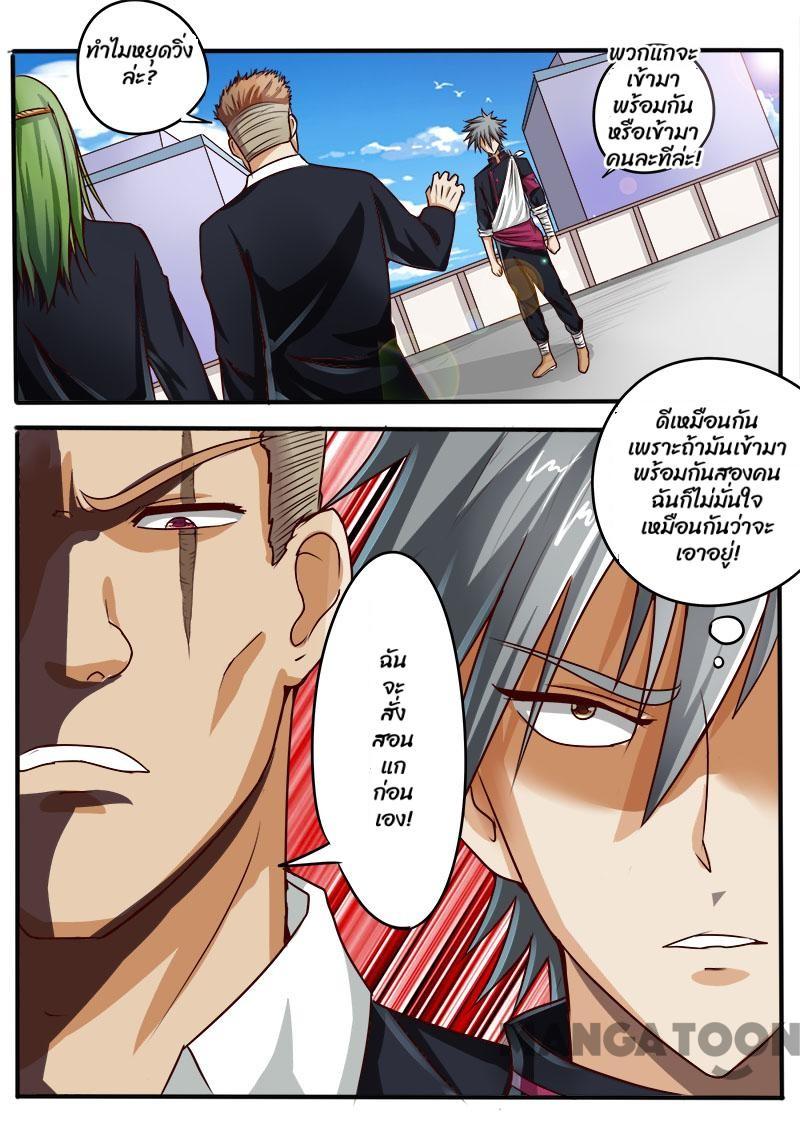 ทำไมหยุดวิ่ง
ล่ะ?
พวกแกจะ
เข้ามา
พร้อมกัน
หรือเข้ามา
คนละทีล่ะ!
ดีเหมือนกัน
เพราะถ้ามันเข้ามา
พร้อมกันสองคน
ฉันก็ไม่มั่นใจ
เหมือนกันว่าจะ
เอาอยู่!
ฉัน
จะ
สั่ง
สอน
แก
ก่อน
เอง!
MANGATOON